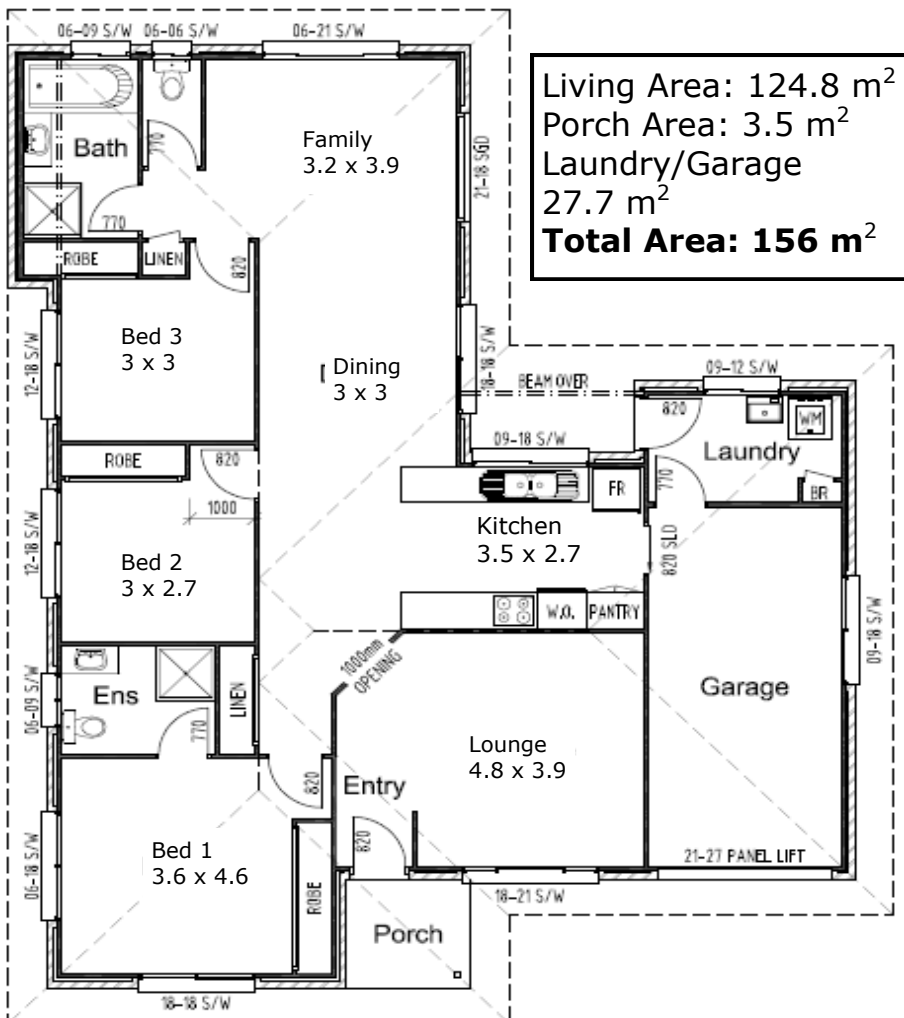 06-09 S/W
06-06 S/W
06-21 S/W
Living Area: 124.8 m²
Porch Area: 3.5 m²
Laundry/Garage
27.7 m²
Total Area: 156 m²
Family
3.2 x 3.9
770
Bath
21-18 SGD
770
ROBE
LINEN
820
Bed 3
3 x 3
12-18 S/W
Dining
3 x 3
18-18 S/W
BEAM OVER
09-12 S/W
820
WM
Laundry
09-18 S/W
ROBE
820
FR
770
BR
1000
Kitchen
3.5 x 2.7
12-18 S/W
Bed 2
3 x 2.7
820 SLD
W.O.
PANTRY
09-18 S/W
1000mm
OPENING
Ens
LINEN
06-09 S/W
770
Garage
Lounge
4.8 x 3.9
820
Entry
820
Bed 1
3.6 x 4.6
06-18 S/W
ROBE
21-27 PANEL LIFT
18-21 S/W
Porch
18-18 S/W